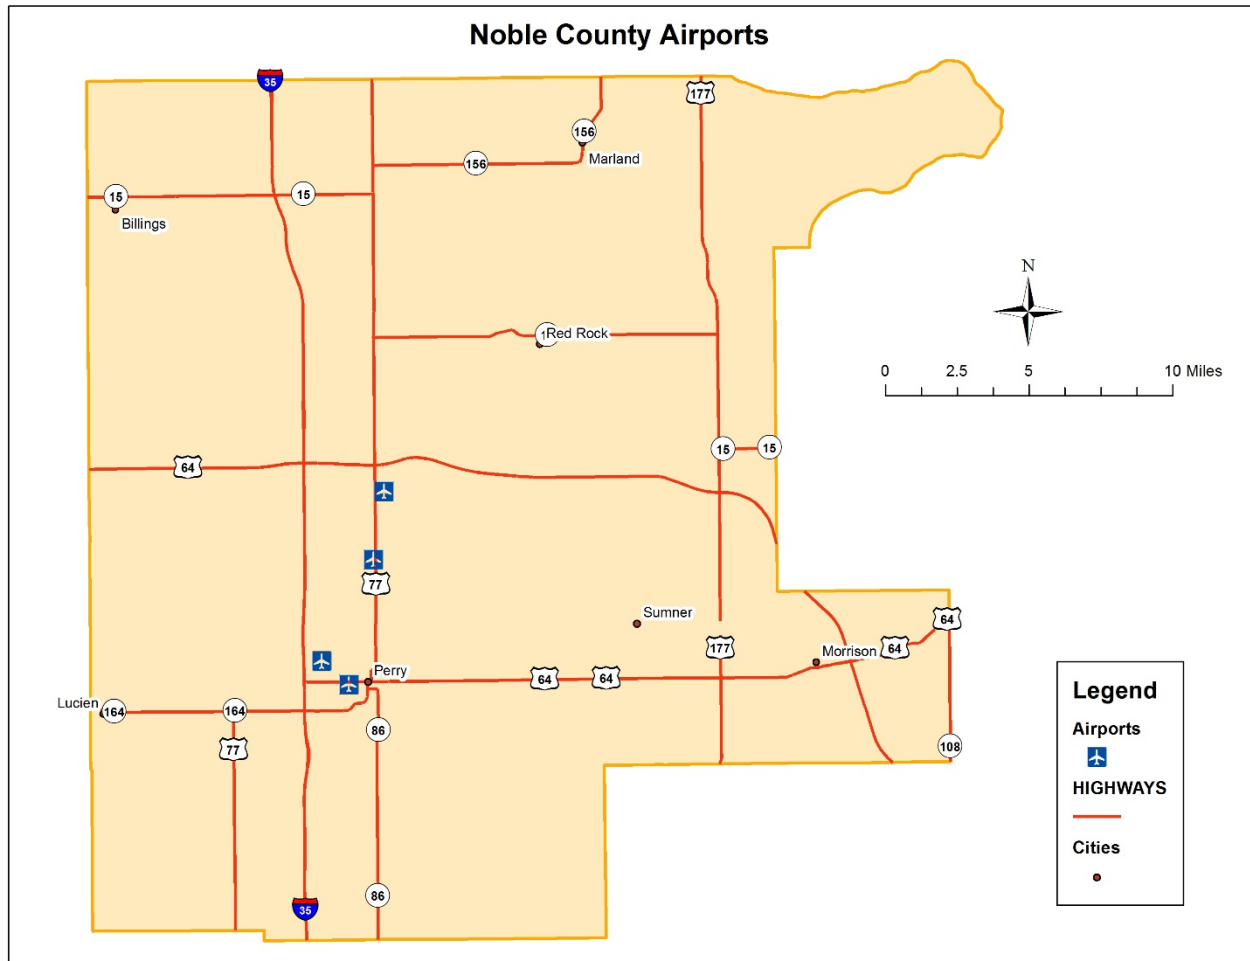 Noble County Airports
35
177
156
Marland
156
15
15
Billings
N
Red Rock
0 2.5 5 10 Miles
15
15
64
77
Sumner
64
Morrison
64
177
Perry
64
64
Lucien
164
164
77
86
108
86
35
Legend
Airports
HIGHWAYS
Cities